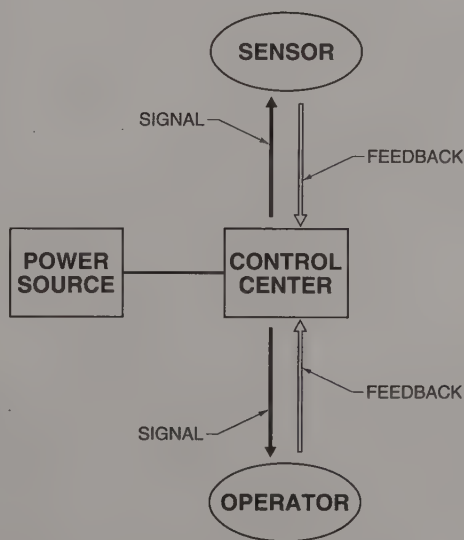 SENSOR
SIGNAL
FEEDBACK
POWER
SOURCE
CONTROL
CENTER
FEEDBACK
SIGNAL
OPERATOR